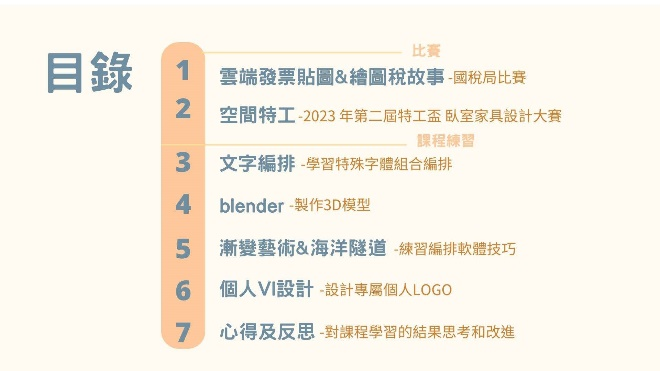 目錄
比賽
1 雲端發票貼圖&繪圖稅故事 -國稅局比賽
2 空間特工 -2023 年第二屆特工盃 臥室家具設計大賽
課程練習
3 文字編排 -學習特殊字體組合編排
4 blender -製作3D模型
5 漸變藝術&海洋隧道 -練習編排軟體技巧
6 個人VI設計 -設計專屬個人LOGO
7 心得及反思 -對課程學習的結果思考和改進